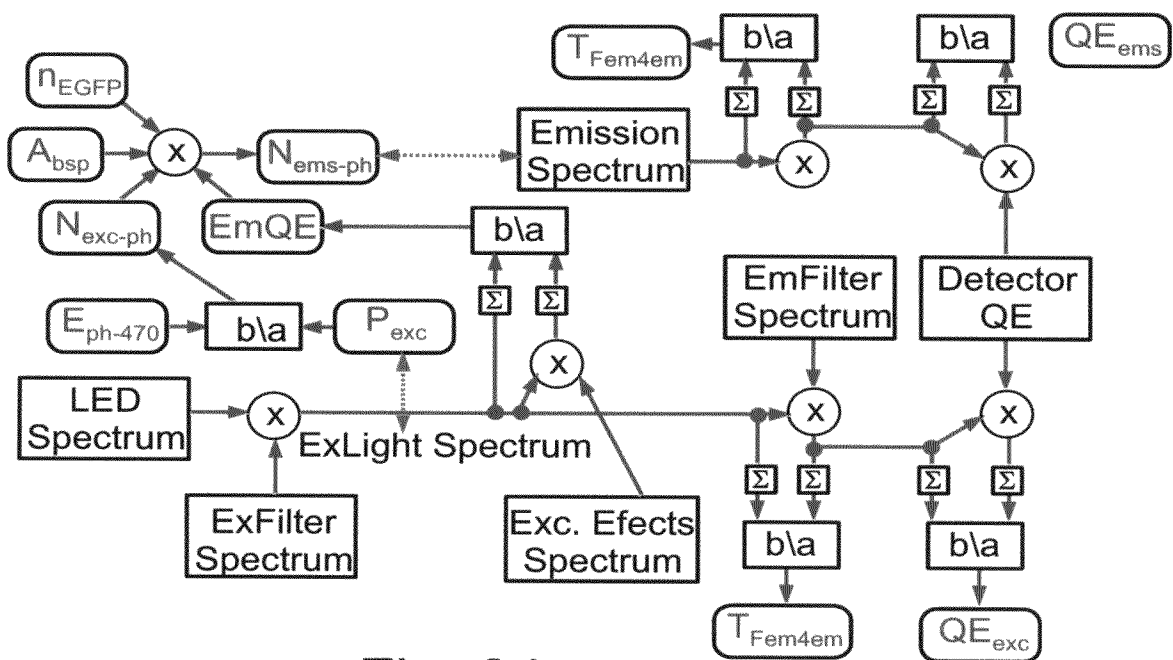 T_Fem4em
b\a
b\a
QE_ems
n_EGFP
Σ
Σ
Σ
Σ
A_bsp
x
N_ems-ph
Emission
Spectrum
x
x
N_exc-ph
EmQE
b\a
EmFilter
Spectrum
Detector
QE
Σ
Σ
E_ph-470
b\a
P_exc
x
LED
Spectrum
x
x
x
ExLight Spectrum
Σ
Σ
Σ
Σ
ExFilter
Spectrum
Exc. Efects
Spectrum
b\a
b\a
T_Fem4em
QE_exc